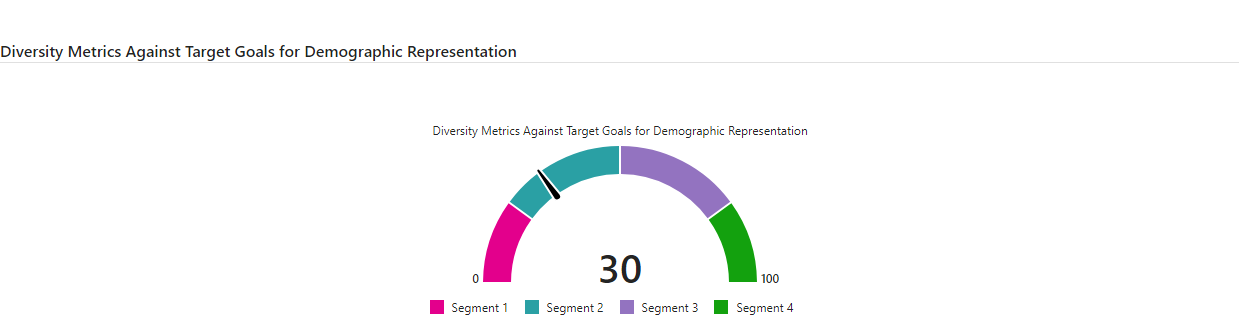 Diversity Metrics Against Target Goals for Demographic Representation
Diversity Metrics Against Target Goals for Demographic Representation
30
0
100
Segment 1
Segment 2
Segment 3
Segment 4